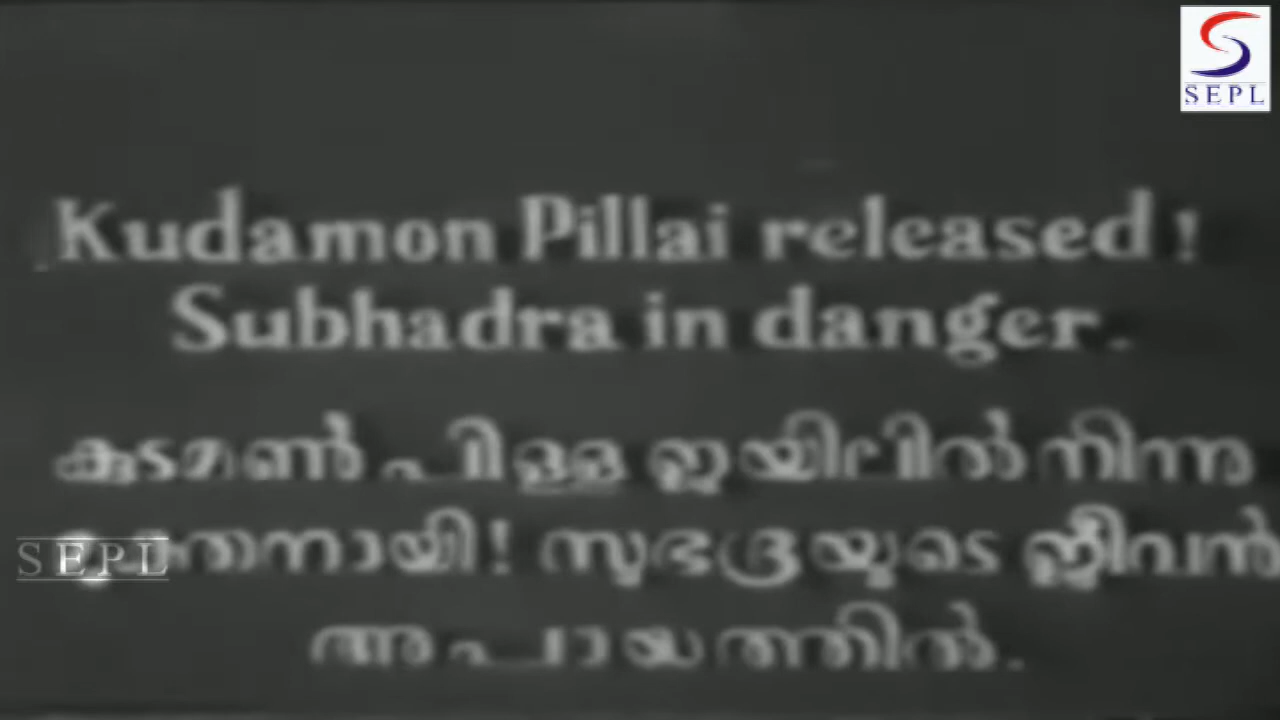 SEPL
Kudamon Pillai released!
Subhadra in danger.
കുടമൺ പിള്ള ജയിലിൽ നിന്നു
SEPL
സുഭദ്രയുടെ ജീവൻ
അപായത്തിൽ.